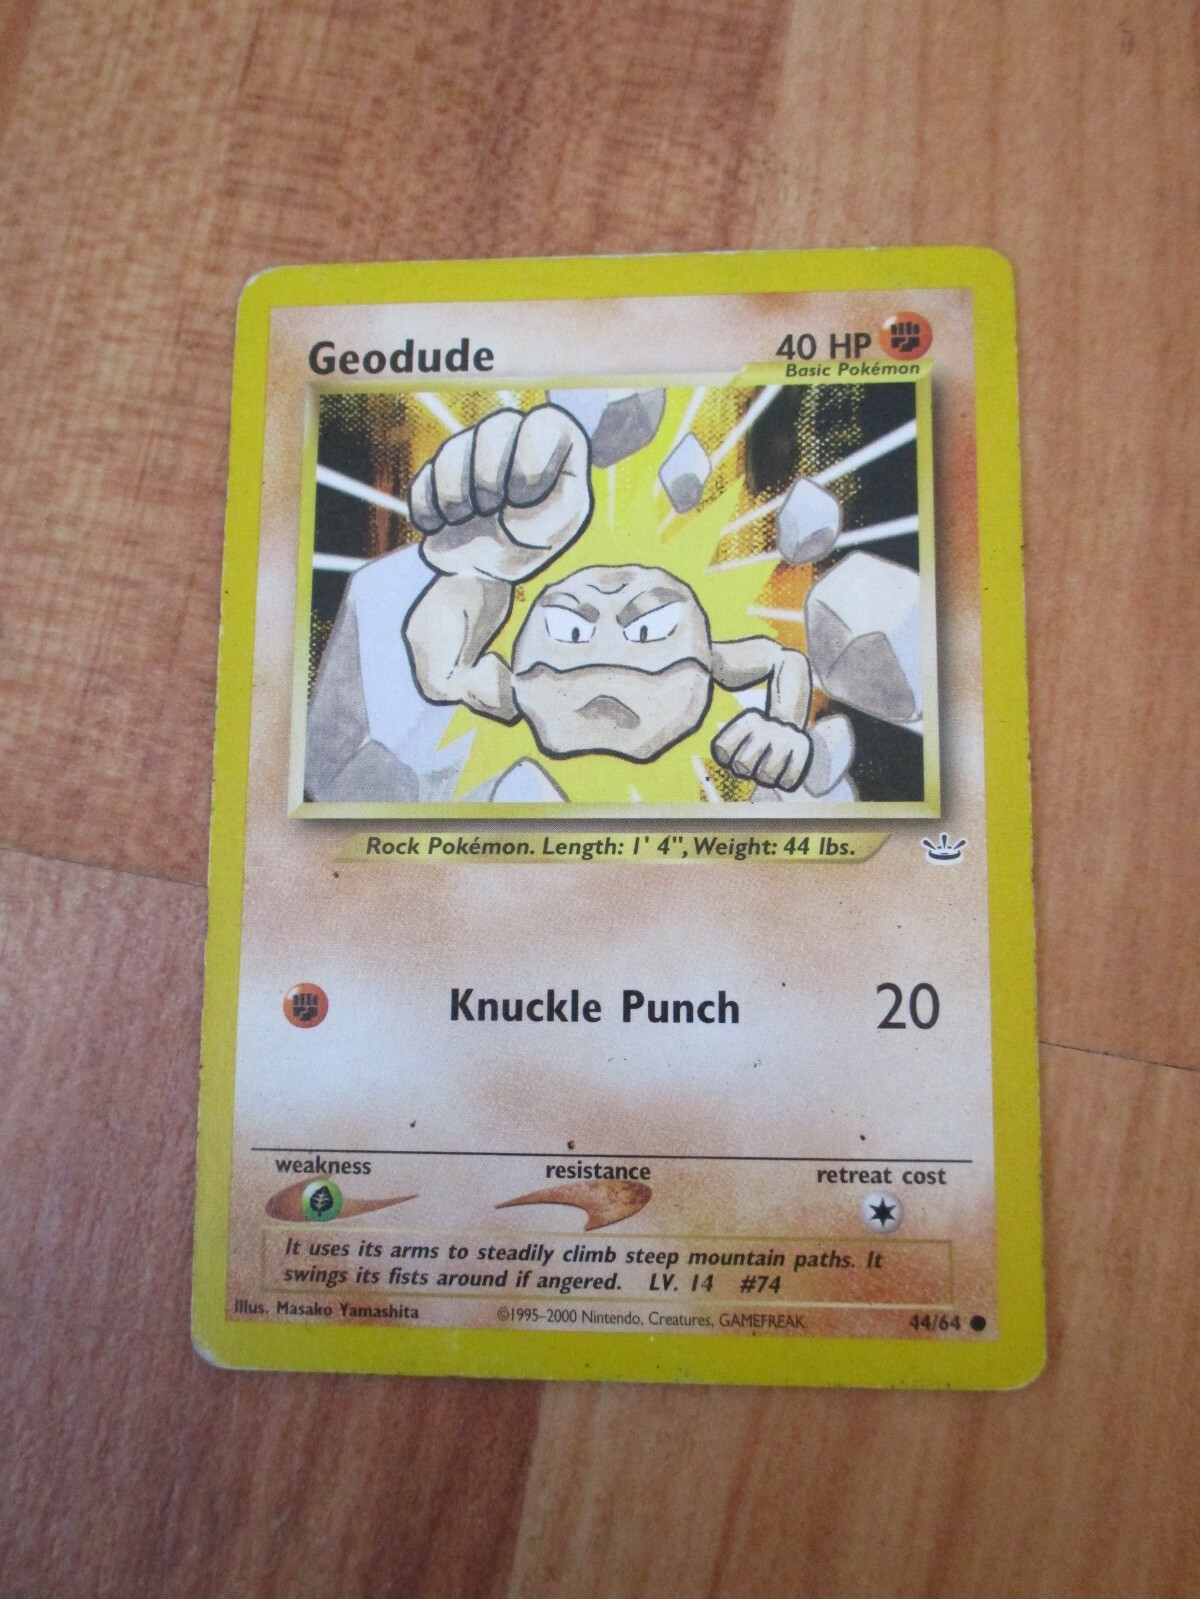 Geodude
40 HP
Basic Pokémon
Rock Pokémon. Length: 1' 4", Weight: 44 lbs.
Knuckle Punch 20
weakness resistance retreat cost
It uses its arms to steadily climb steep mountain paths. It
swings its fists around if angered. LV. 14 #74
Illus. Masako Yamashita ©1995–2000 Nintendo, Creatures, GAMEFREAK. 44/64